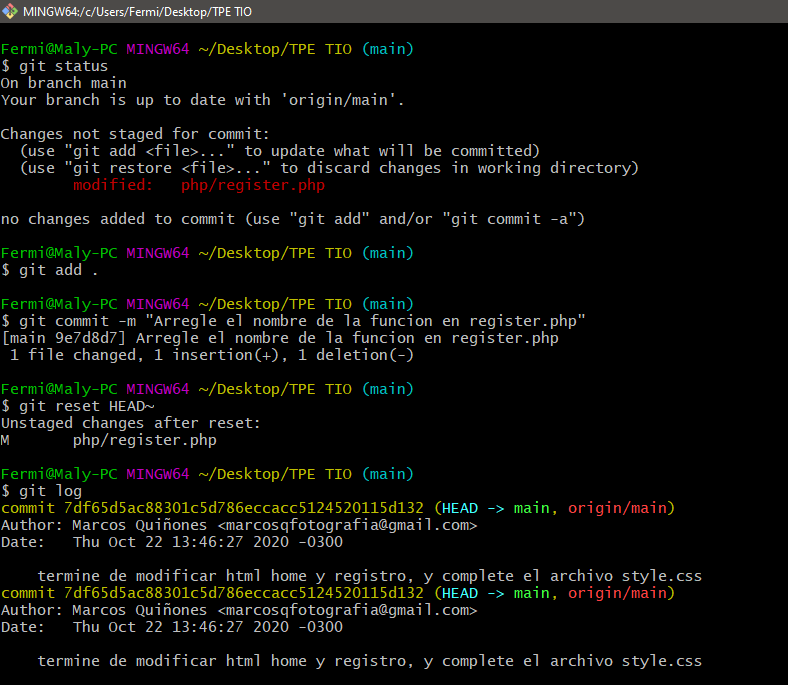 MINGW64:/c/Users/Fermi/Desktop/TPE TIO
Fermi@Maly-PC MINGW64 ~/Desktop/TPE TIO (main)
$ git status
On branch main
Your branch is up to date with 'origin/main'.
Changes not staged for commit:
(use "git add <file>..." to update what will be committed)
(use "git restore <file>..." to discard changes in working directory)
modified: php/register.php
no changes added to commit (use "git add" and/or "git commit -a")
Fermi@Maly-PC MINGW64 ~/Desktop/TPE TIO (main)
$ git add .
Fermi@Maly-PC MINGW64 ~/Desktop/TPE TIO (main)
$ git commit -m "Arregle el nombre de la funcion en register.php"
[main 9e7d8d7] Arregle el nombre de la funcion en register.php
1 file changed, 1 insertion(+), 1 deletion(-)
Fermi@Maly-PC MINGW64 ~/Desktop/TPE TIO (main)
$ git reset HEAD~
Unstaged changes after reset:
M php/register.php
Fermi@Maly-PC MINGW64 ~/Desktop/TPE TIO (main)
$ git log
commit 7df65d5ac88301c5d786eccacc5124520115d132 (HEAD -> main, origin/main)
Author: Marcos Quiñones <marcosqfotografia@gmail.com>
Date: Thu Oct 22 13:46:27 2020 -0300
termine de modificar html home y registro, y complete el archivo style.css
commit 7df65d5ac88301c5d786eccacc5124520115d132 (HEAD -> main, origin/main)
Author: Marcos Quiñones <marcosqfotografia@gmail.com>
Date: Thu Oct 22 13:46:27 2020 -0300
termine de modificar html home y registro, y complete el archivo style.css